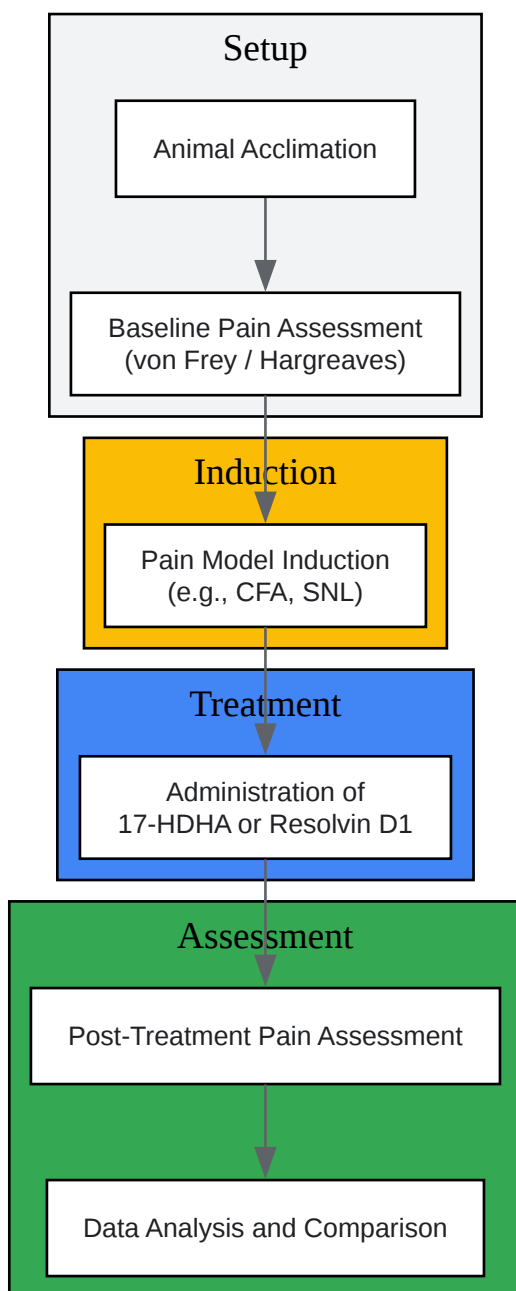 Setup
Animal Acclimation
Baseline Pain Assessment
(von Frey / Hargreaves)
Induction
Pain Model Induction
(e.g., CFA, SNL)
Treatment
Administration of
17-HDHA or Resolvin D1
Assessment
Post-Treatment Pain Assessment
Data Analysis and Comparison